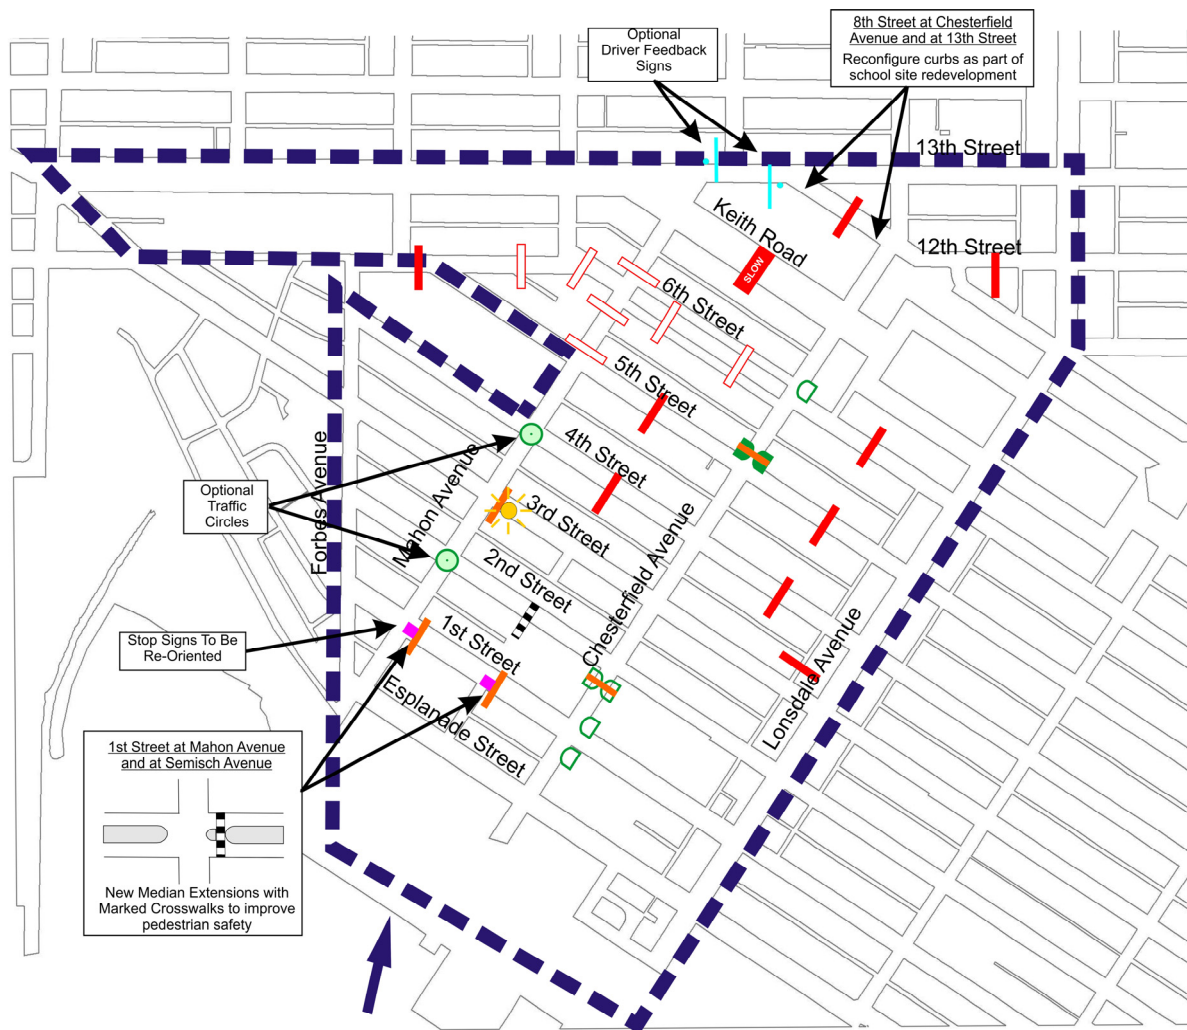 Optional
Driver Feedback
Signs
8th Street at Chesterfield
Avenue and at 13th Street
Reconfigure curbs as part of
school site redevelopment
13th Street
Keith Road
12th Street
SLOW
6th Street
5th Street
4th Street
Mahon Avenue
Forbes Avenue
Optional
Traffic
Circles
3rd Street
2nd Street
Chesterfield Avenue
1st Street
Stop Signs To Be
Re-Oriented
Lonsdale Avenue
Esplanade Street
1st Street at Mahon Avenue
and at Semisch Avenue
New Median Extensions with
Marked Crosswalks to improve
pedestrian safety